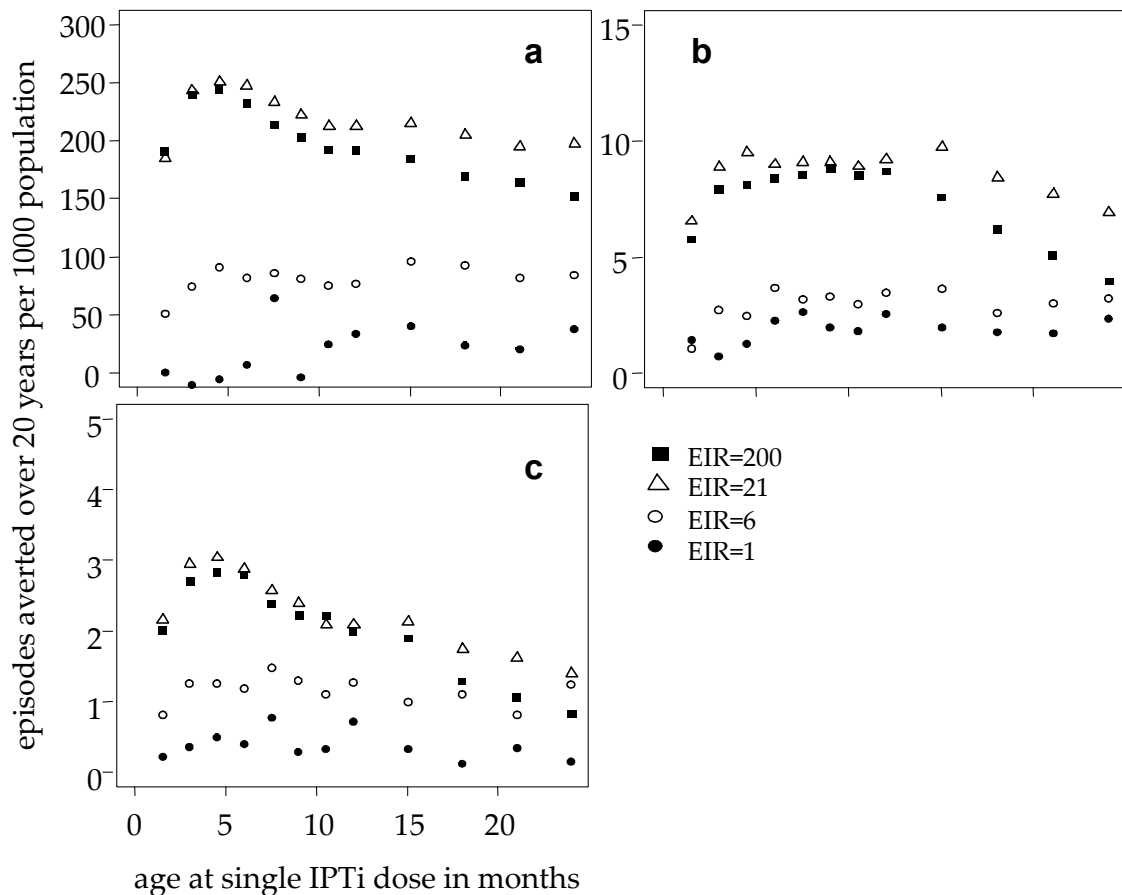 episodes averted over 20 years per 1000 population
300
250
200
150
100
50
0
a
15
10
5
0
b
5
4
3
2
1
0
c
0 5 10 15 20
age at single IPTi dose in months
EIR=200
EIR=21
EIR=6
EIR=1